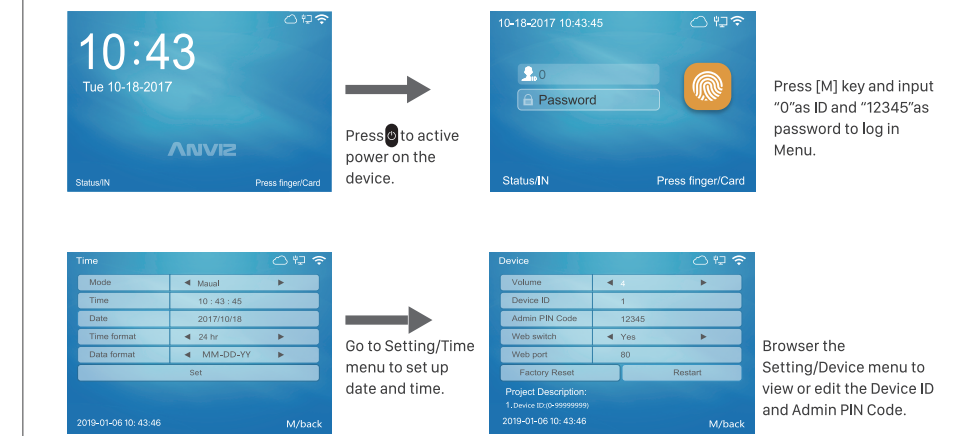 10:43
Tue 10-18-2017
ANVIZ
Status/IN Press finger/Card
Press to active
power on the
device.
10-18-2017 10:43:45
ID 0
Password
Status/IN Press finger/Card
Press [M] key and input
“0”as ID and “12345”as
password to log in
Menu.
Time
Mode ◄ Maual ►
Time 10 : 43 : 45
Date 2017/10/18
Time format ◄ 24 hr ►
Data format ◄ MM-DD-YY ►
Set
2019-01-06 10: 43:46 M/back
Go to Setting/Time
menu to set up
date and time.
Device
Volume ◄ 4 ►
Device ID 1
Admin PIN Code 12345
Web switch ◄ Yes ►
Web port 80
Factory Reset Restart
Project Description:
1.Device ID:(0-99999999)
2019-01-06 10: 43:46 M/back
Browser the
Setting/Device menu to
view or edit the Device ID
and Admin PIN Code.